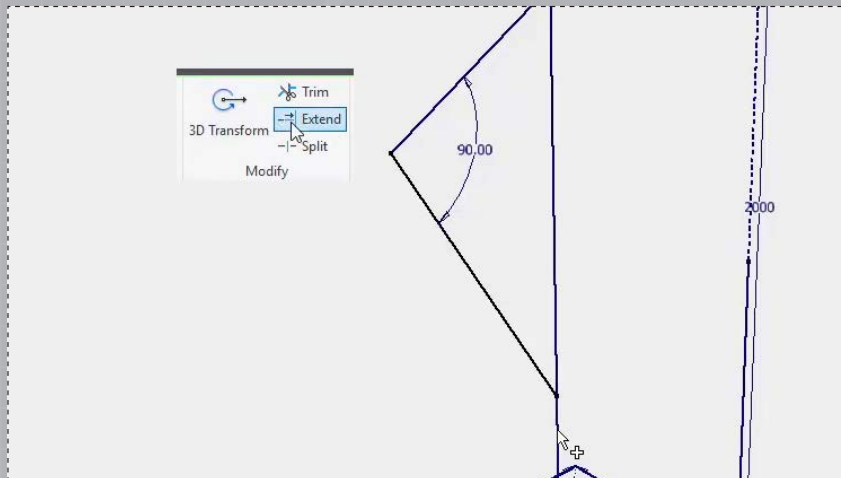 Trim
Extend
3D Transform
Split
Modify
90.00
2000